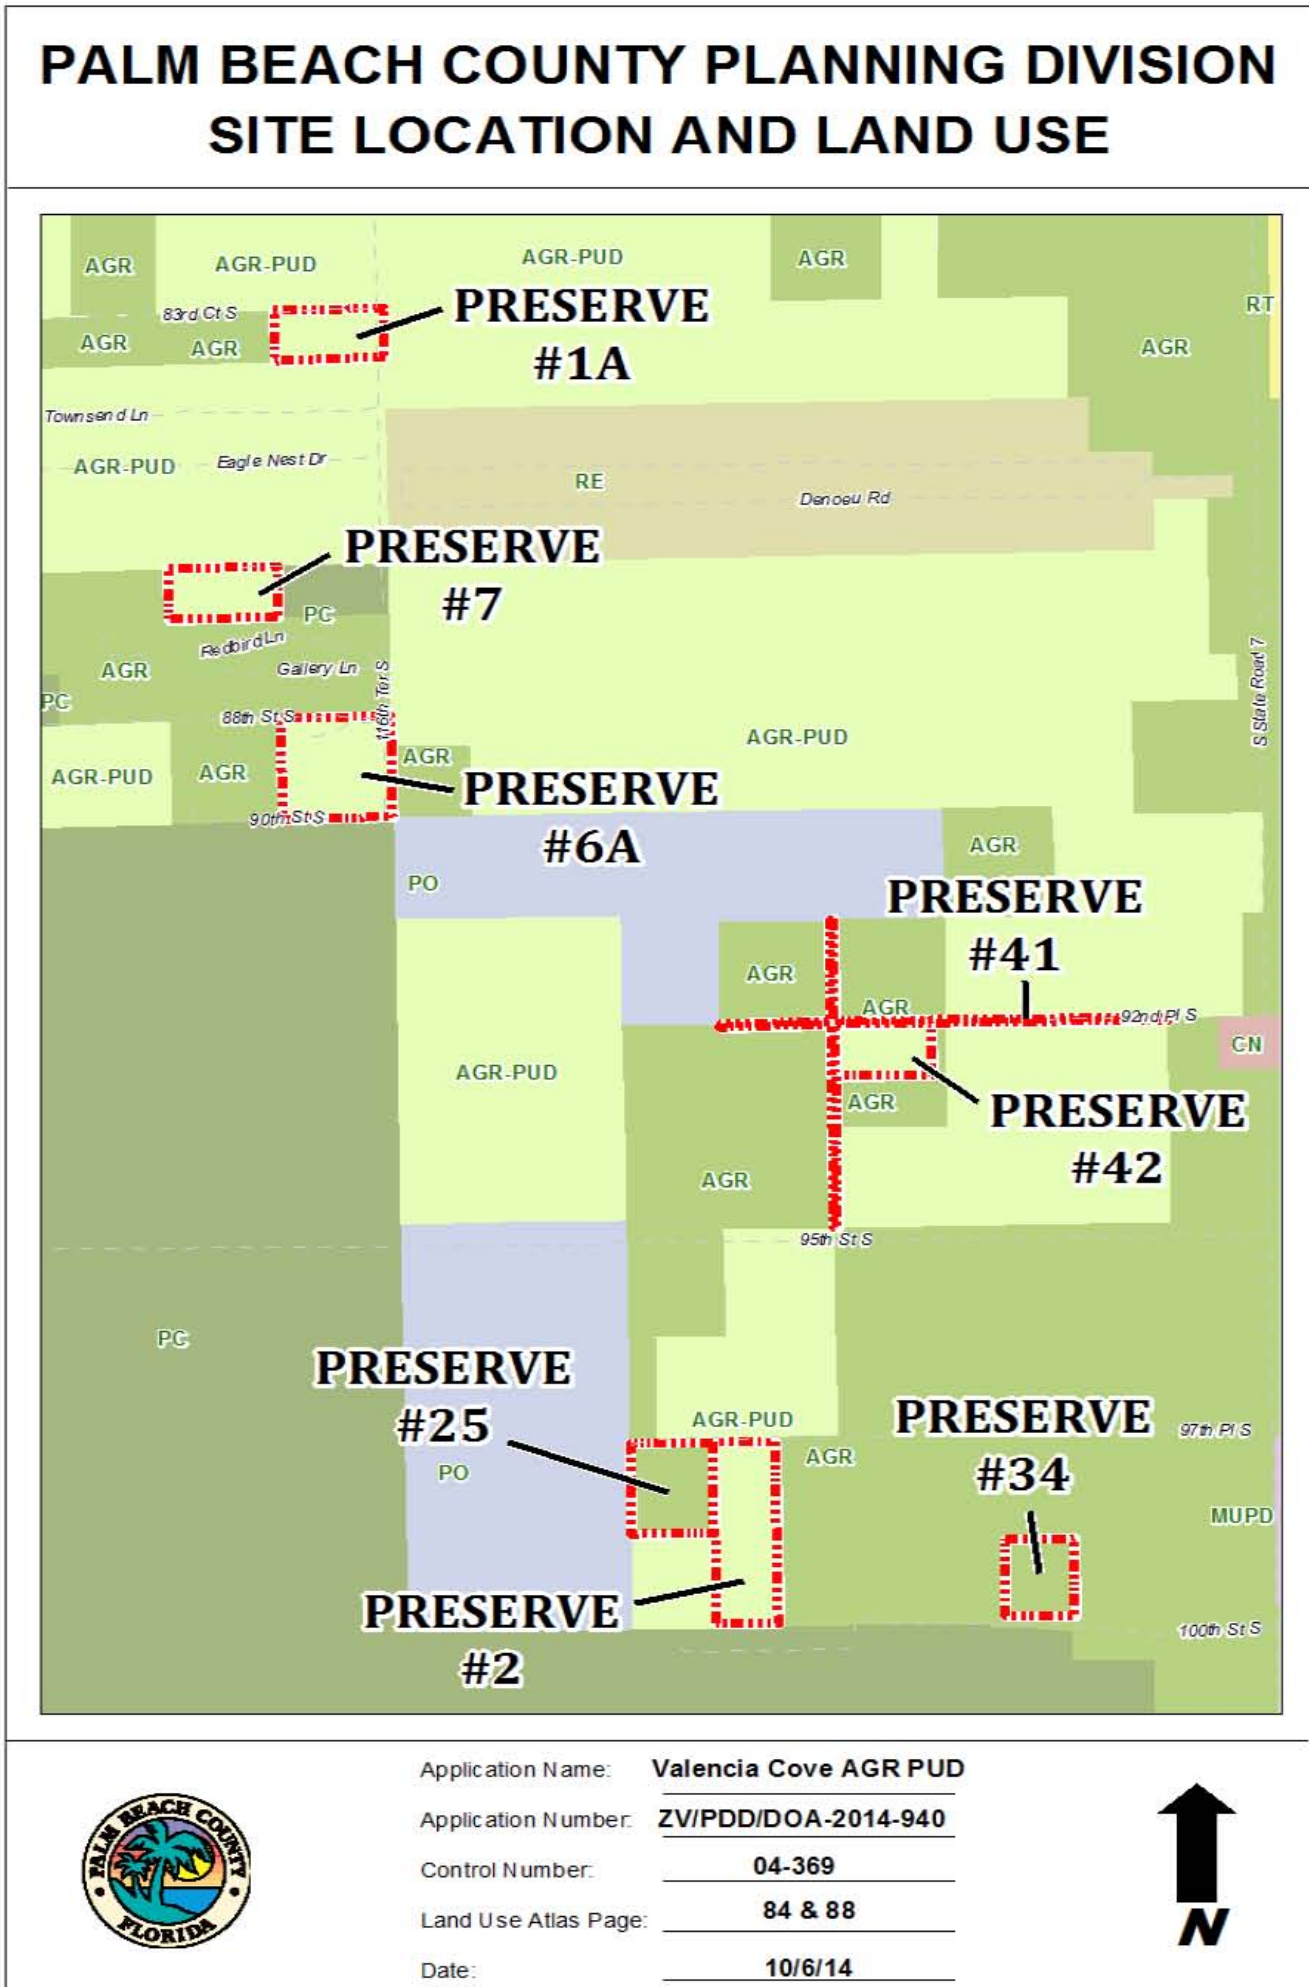 PALM BEACH COUNTY PLANNING DIVISION
SITE LOCATION AND LAND USE
AGR
AGR-PUD
AGR-PUD
AGR
RT
83rd Ct S
PRESERVE
#1A
AGR
AGR
AGR
Townsend Ln
AGR-PUD
Eagle Nest Dr
RE
Denoeu Rd
PRESERVE
#7
PC
Redbird Ln
Gallery Ln
AGR
116th Ter S
S State Road 7
PC
88th St S
AGR-PUD
AGR
AGR
AGR-PUD
PRESERVE
#6A
90th St S
PO
AGR
PRESERVE
#41
AGR
AGR
92nd Pl S
CN
AGR-PUD
AGR
PRESERVE
#42
AGR
95th St S
PC
PRESERVE
#25
AGR-PUD
PRESERVE
#34
97th Pl S
PO
AGR
MUPD
PRESERVE
#2
100th St S
PALM BEACH COUNTY
FLORIDA
Application Name: Valencia Cove AGR PUD
Application Number: ZV/PDD/DOA-2014-940
Control Number: 04-369
Land Use Atlas Page: 84 & 88
Date: 10/6/14
N